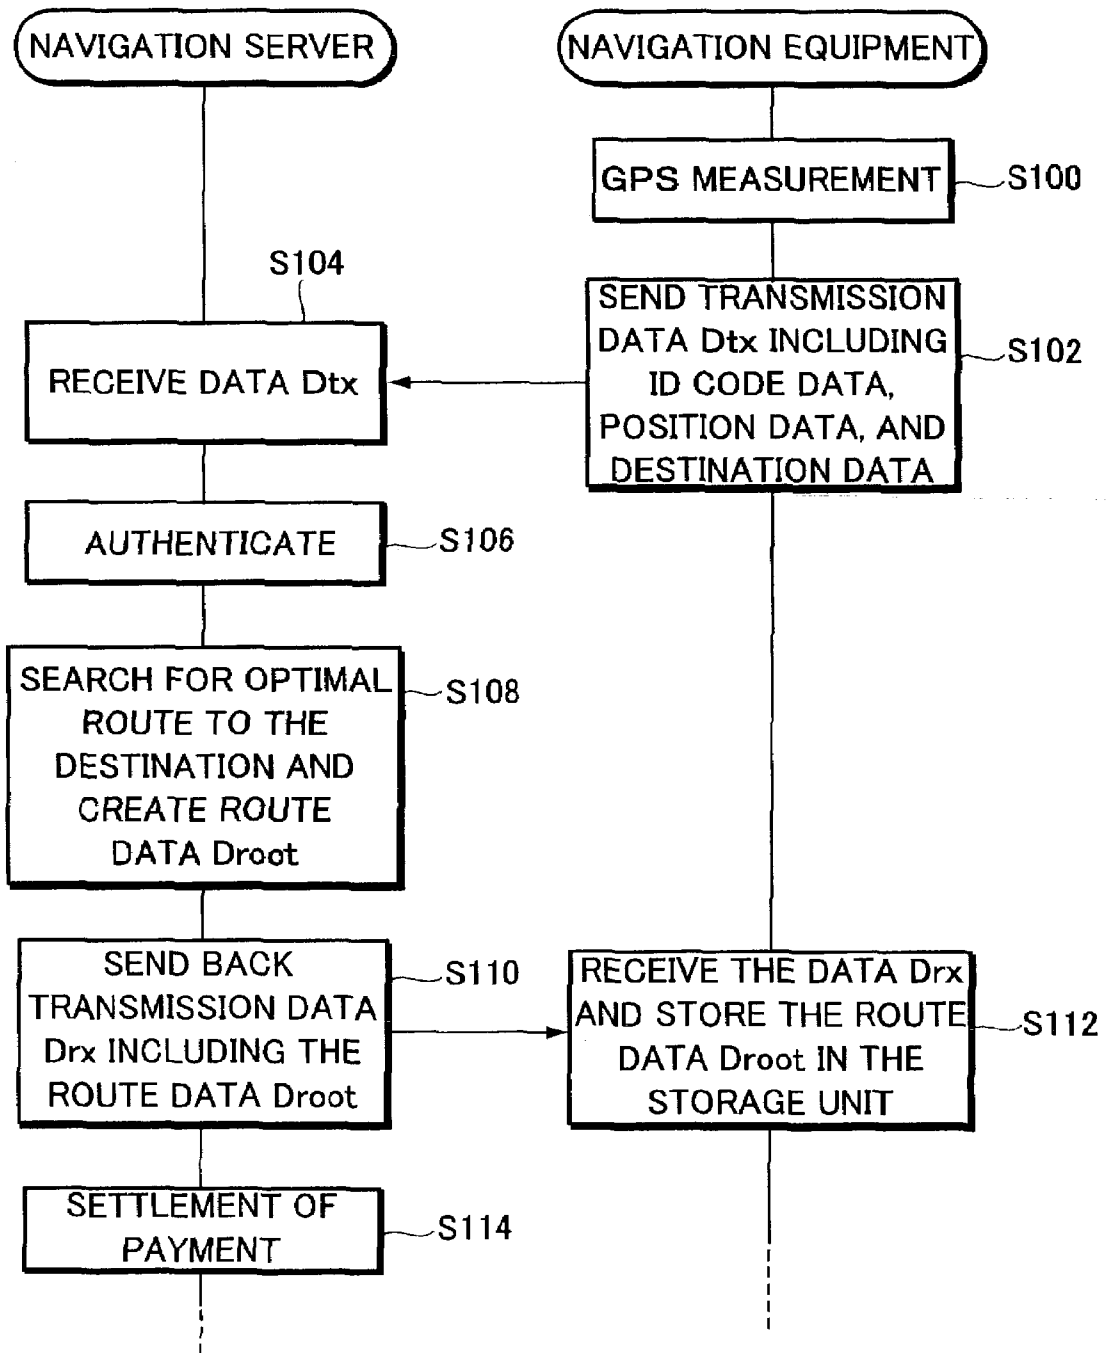 NAVIGATION SERVER
NAVIGATION EQUIPMENT
GPS MEASUREMENT
S100
S104
SEND TRANSMISSION
DATA Dtx INCLUDING
ID CODE DATA,
POSITION DATA, AND
DESTINATION DATA
S102
RECEIVE DATA Dtx
AUTHENTICATE
S106
SEARCH FOR OPTIMAL
ROUTE TO THE
DESTINATION AND
CREATE ROUTE
DATA Droot
S108
SEND BACK
TRANSMISSION DATA
Drx INCLUDING THE
ROUTE DATA Droot
S110
RECEIVE THE DATA Drx
AND STORE THE ROUTE
DATA Droot IN THE
STORAGE UNIT
S112
SETTLEMENT OF
PAYMENT
S114